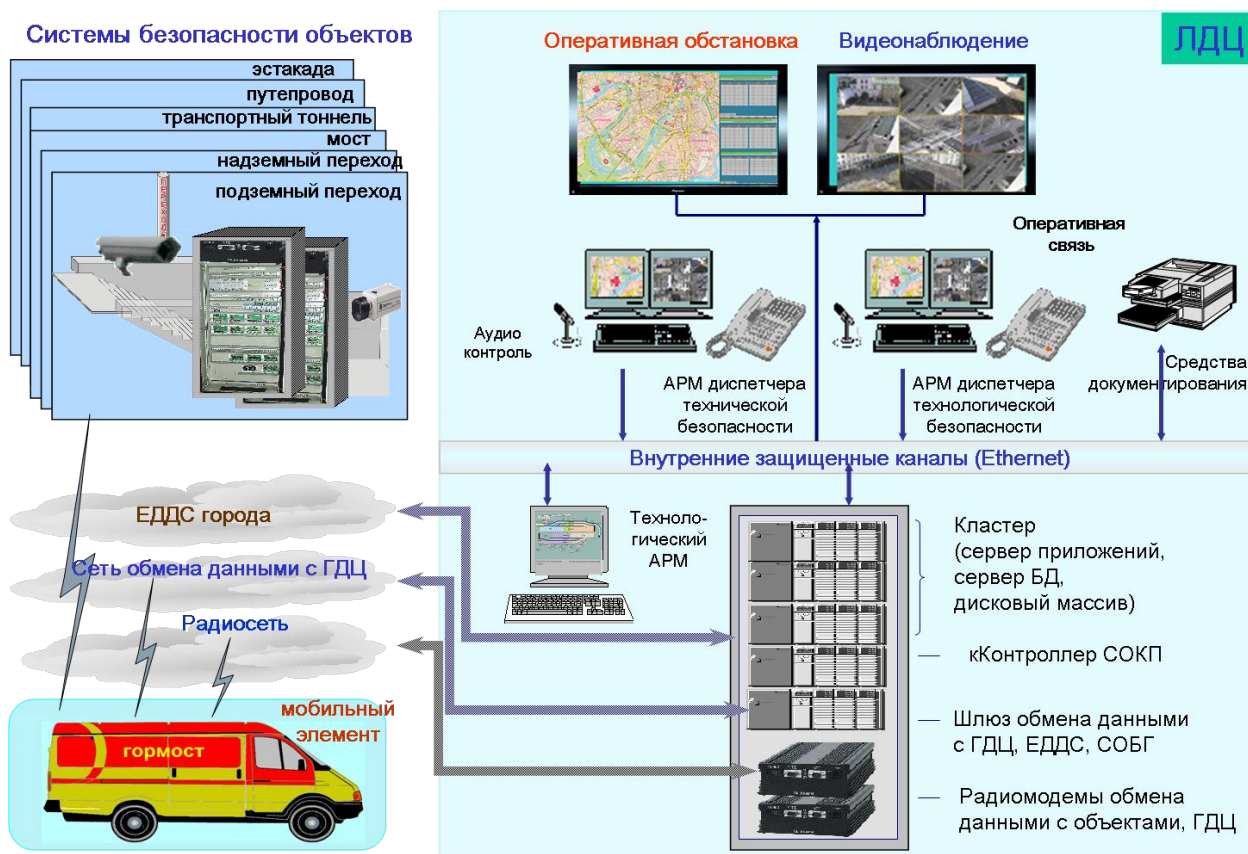 Системы безопасности объектов
эстакада
путепровод
транспортный тоннель
мост
надземный переход
подземный переход
переход
ЛДЦ
Оперативная обстановка
Видеонаблюдение
Оперативная
связь
Аудио
контроль
АРМ диспетчера
технической
безопасности
АРМ диспетчера
технологической
безопасности
Средства
документирования
Внутренние защищенные каналы (Ethernet)
ЕДДС города
Сеть обмена данными с ГДЦ
Радиосеть
мобильный
элемент
гормост
Техноло-
гический
АРМ
Кластер
(сервер приложений,
сервер БД,
дисковый массив)
кКонтроллер СОКП
Шлюз обмена данными
с ГДЦ, ЕДДС, СОБГ
Радиомодемы обмена
данными с объектами, ГДЦ